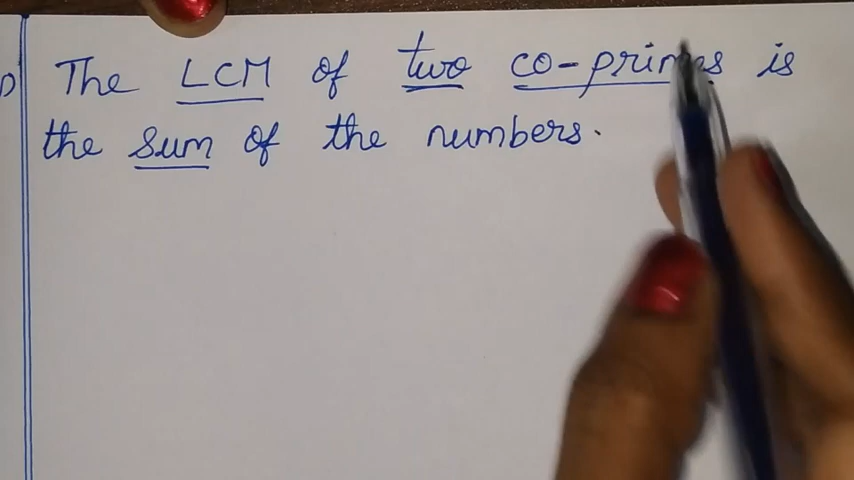 The LCM of two co-primes is
the sum of the numbers.